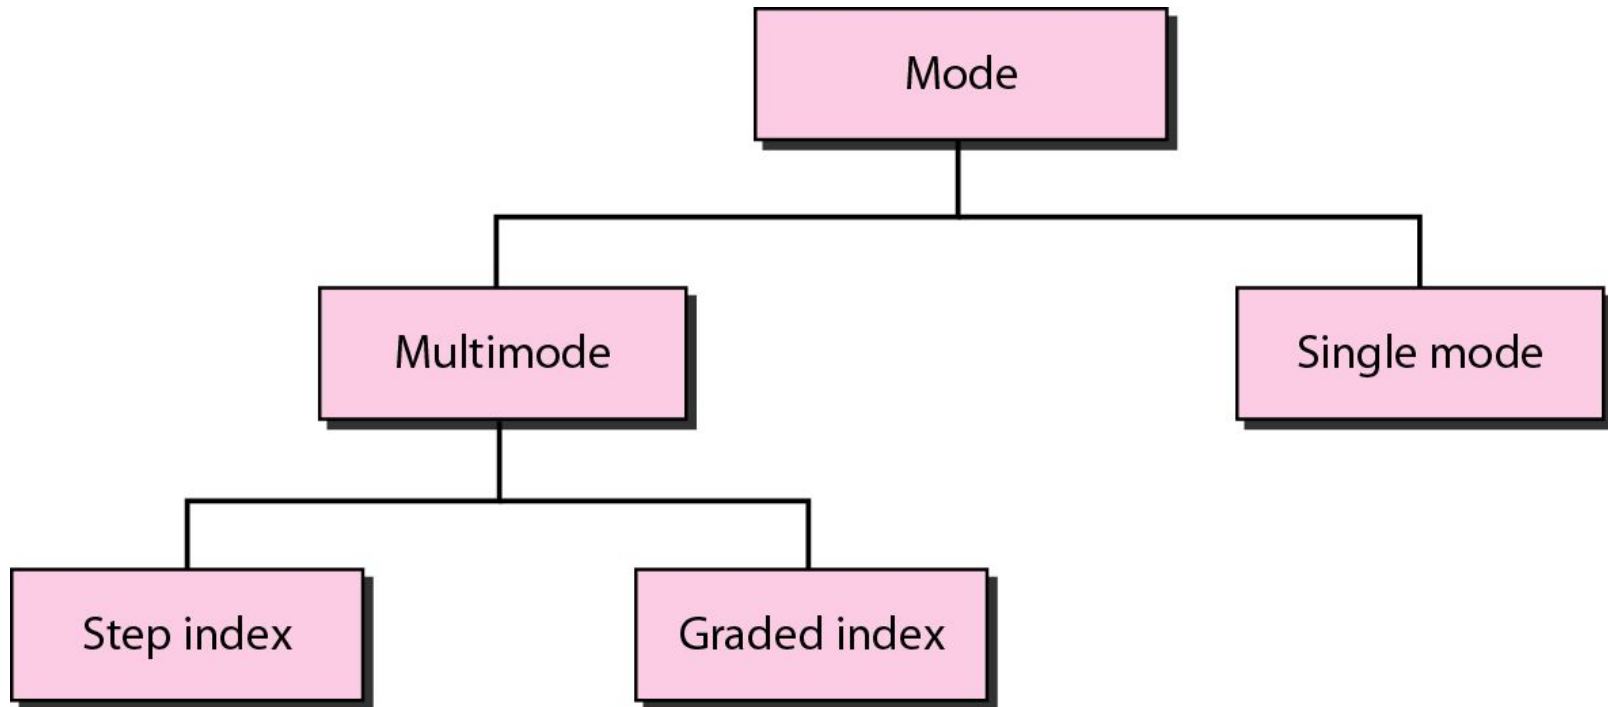 Mode
Multimode
Single mode
Step index
Graded index